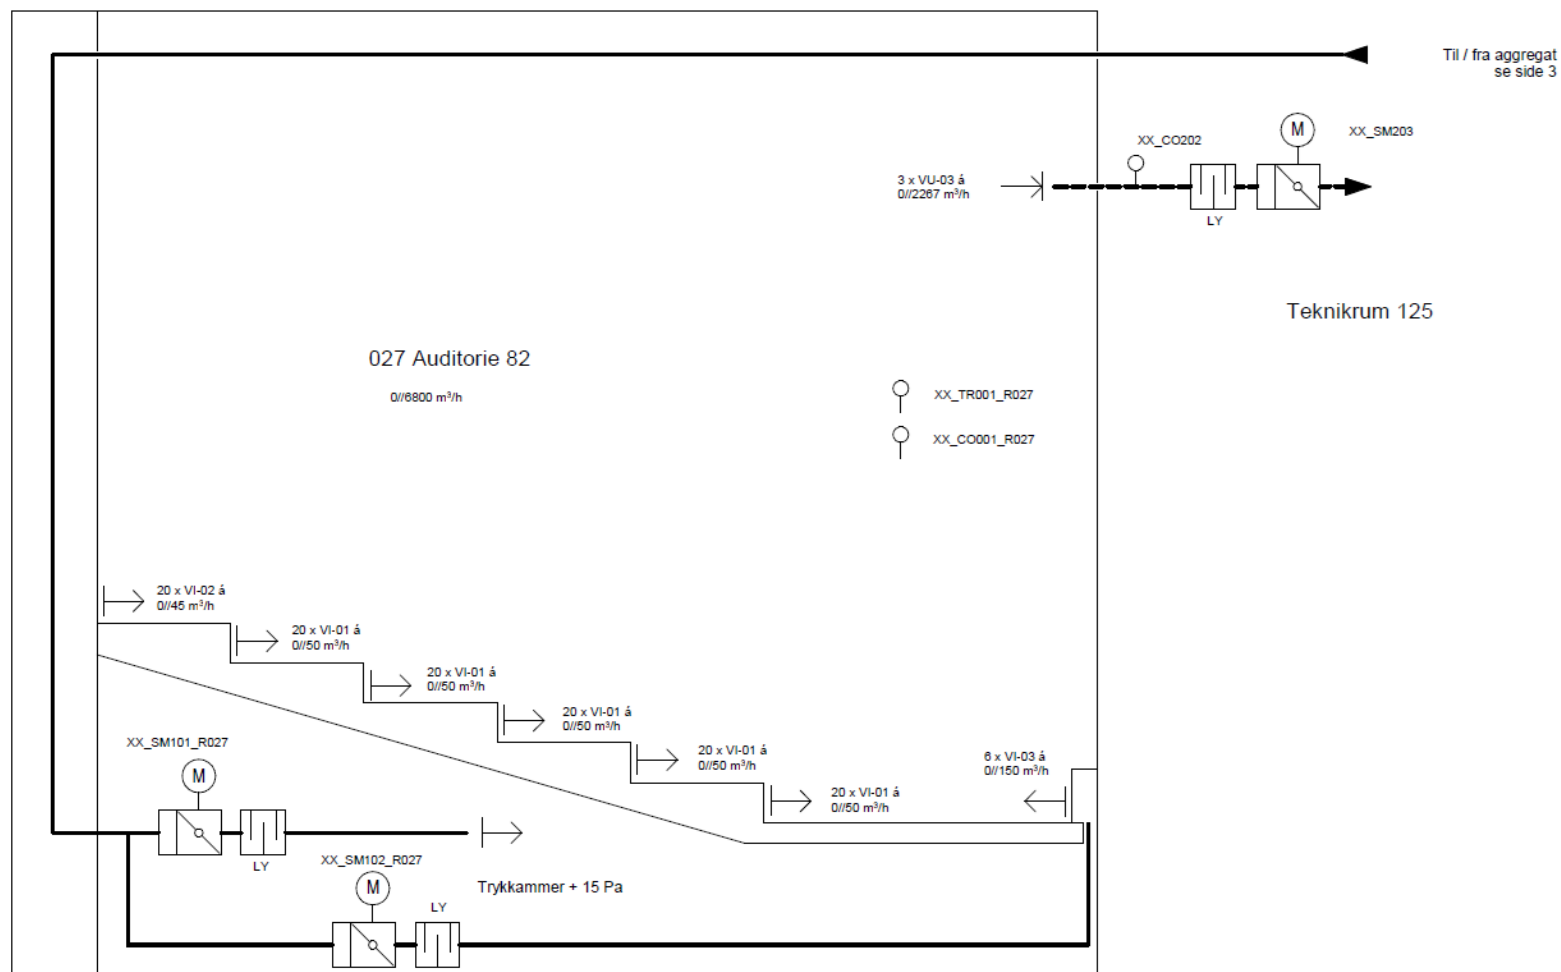 Til / fra aggregat
se side 3
M
XX_SM203
XX_CO202
3 x VU-03 á
0//2267 m³/h
LY
Teknikrum 125
027 Auditorie 82
0//6800 m³/h
XX_TR001_R027
XX_CO001_R027
20 x VI-02 á
0//45 m³/h
20 x VI-01 á
0//50 m³/h
20 x VI-01 á
0//50 m³/h
20 x VI-01 á
0//50 m³/h
20 x VI-01 á
0//50 m³/h
6 x VI-03 á
0//150 m³/h
20 x VI-01 á
0//50 m³/h
XX_SM101_R027
M
LY
XX_SM102_R027
M
Trykkammer + 15 Pa
LY